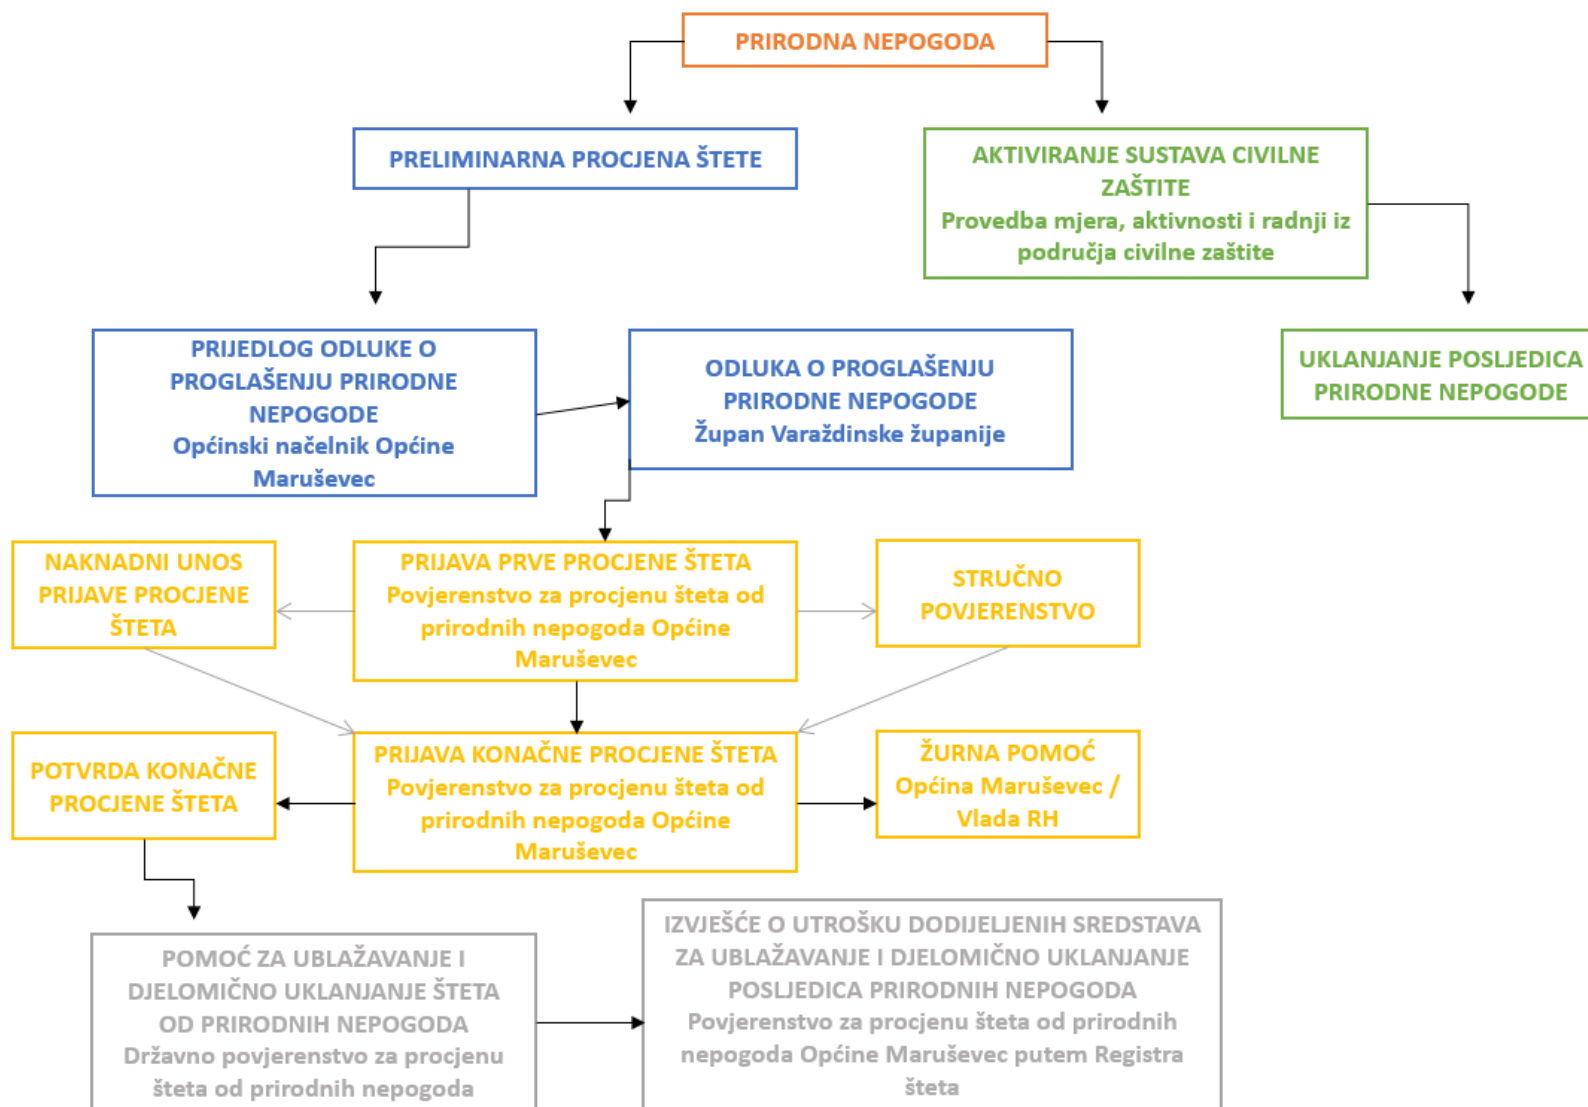 PRIRODNA NEPOGODA
PRELIMINARNA PROCJENA ŠTETE
AKTIVIRANJE SUSTAVA CIVILNE
ZAŠTITE
Provedba mjera, aktivnosti i radnji iz
područja civilne zaštite
PRIJEDLOG ODLUKE O
PROGLAŠENJU PRIRODNE
NEPOGODE
Općinski načelnik Općine
Maruševec
ODLUKA O PROGLAŠENJU
PRIRODNE NEPOGODE
Župan Varaždinske županije
UKLANJANJE POSLJEDICA
PRIRODNE NEPOGODE
NAKNADNI UNOS
PRIJAVE PROCJENE
ŠTETA
PRIJAVA PRVE PROCJENE ŠTETA
Povjerenstvo za procjenu šteta od
prirodnih nepogoda Općine
Maruševec
STRUČNO
POVJERENSTVO
POTVRDA KONAČNE
PROCJENE ŠTETA
PRIJAVA KONAČNE PROCJENE ŠTETA
Povjerenstvo za procjenu šteta od
prirodnih nepogoda Općine
Maruševec
ŽURNA POMOĆ
Općina Maruševec /
Vlada RH
POMOĆ ZA UBLAŽAVANJE I
DJELOMIČNO UKLANJANJE ŠTETA
OD PRIRODNIH NEPOGODA
Državno povjerenstvo za procjenu
šteta od prirodnih nepogoda
IZVJEŠĆE O UTROŠKU DODIJELJENIH SREDSTAVA
ZA UBLAŽAVANJE I DJELOMIČNO UKLANJANJE
POSLJEDICA PRIRODNIH NEPOGODA
Povjerenstvo za procjenu šteta od prirodnih
nepogoda Općine Maruševec putem Registra
šteta